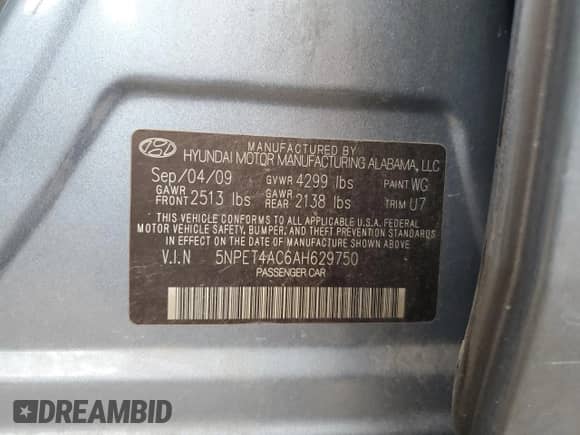 MANUFACTURED BY
HYUNDAI MOTOR MANUFACTURING ALABAMA, LLC
Sep/04/09 GVWR 4299 lbs PAINT WG
GAWR FRONT 2513 lbs GAWR REAR 2138 lbs TRIM U7
THIS VEHICLE CONFORMS TO ALL APPLICABLE U.S.A. FEDERAL
MOTOR VEHICLE SAFETY, BUMPER, AND THEFT PREVENTION STANDARDS
IN EFFECT ON THE DATE OF MANUFACTURE SHOWN ABOVE.
V.I.N 5NPET4AC6AH629750
PASSENGER CAR
DREAMBID